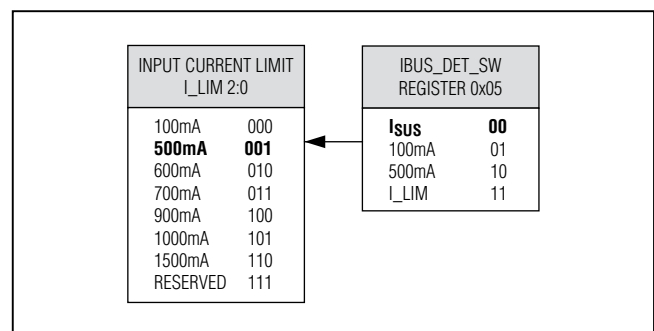 INPUT CURRENT LIMIT
I_LIM 2:0
100mA 000
500mA 001
600mA 010
700mA 011
900mA 100
1000mA 101
1500mA 110
RESERVED 111
IBUS_DET_SW
REGISTER 0x05
ISUS 00
100mA 01
500mA 10
I_LIM 11